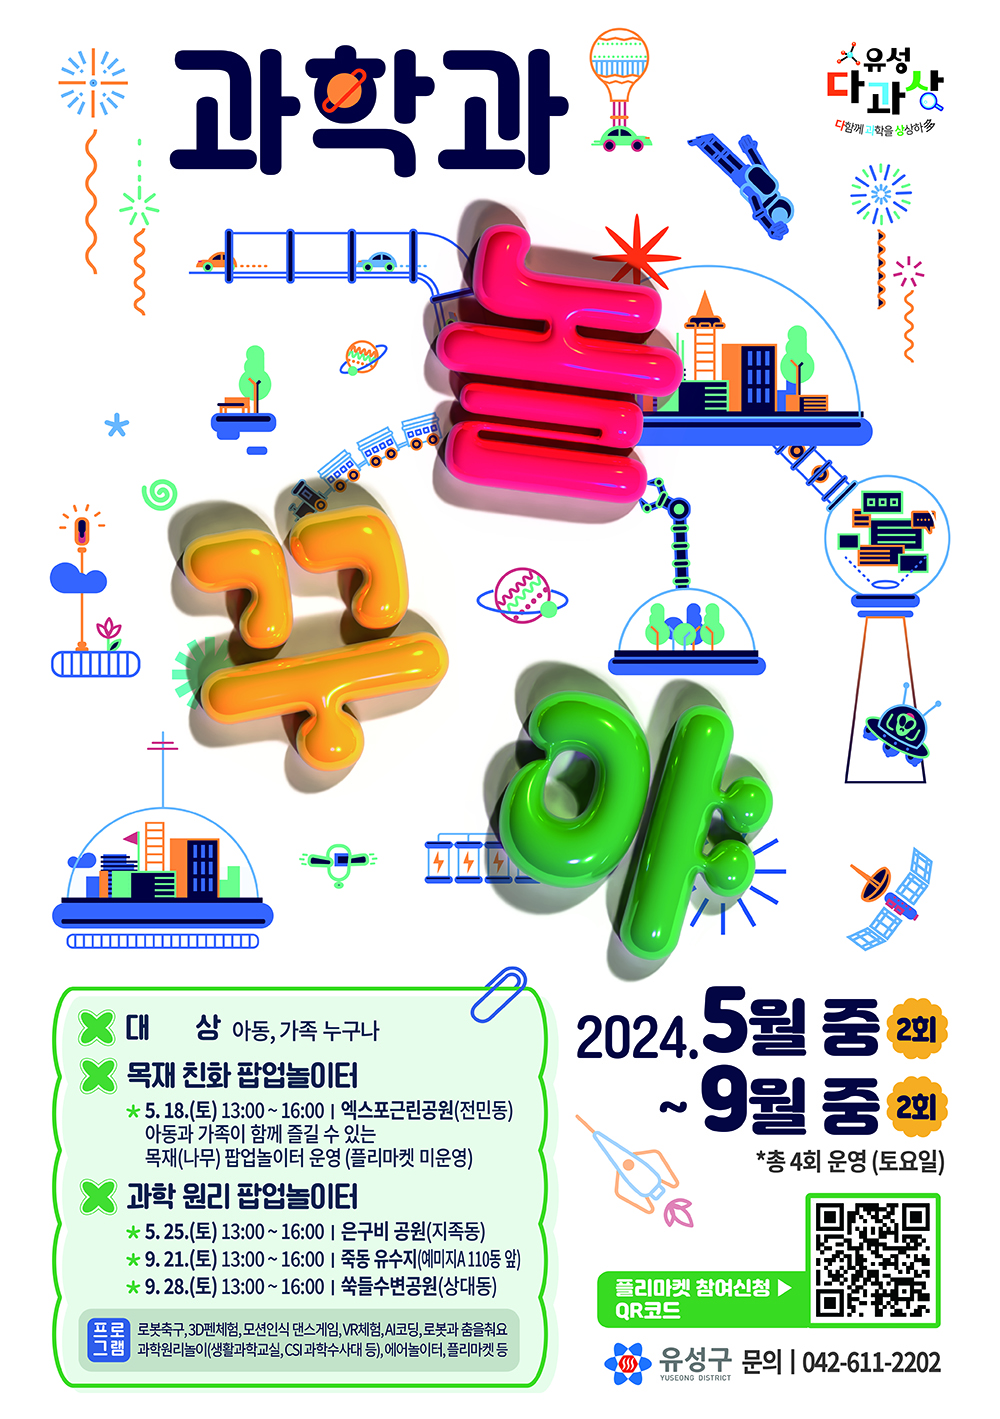 과학과
유성
다과상
다함께 과학을 상상하多
흙
꾸
야
대 상 아동, 가족 누구나
목재 친화 팝업놀이터
* 5. 18.(토) 13:00 ~ 16:00 | 엑스포근린공원(전민동)
아동과 가족이 함께 즐길 수 있는
목재(나무) 팝업놀이터 운영 (플리마켓 미운영)
과학 원리 팝업놀이터
* 5. 25.(토) 13:00 ~ 16:00 | 은구비 공원(지족동)
* 9. 21.(토) 13:00 ~ 16:00 | 죽동 유수지(예미지A 110동 앞)
* 9. 28.(토) 13:00 ~ 16:00 | 쑥들수변공원(상대동)
프로그램
로봇축구, 3D펜체험, 모션인식 댄스게임, VR체험, AI코딩, 로봇과 춤을춰요
과학원리놀이(생활과학교실, CSI 과학수사대 등), 에어놀이터, 플리마켓 등
2024. 5월 중 2회
~ 9월 중 2회
*총 4회 운영 (토요일)
플리마켓 참여신청 ▶
QR코드
유성구 문의 | 042-611-2202
YUSEONG DISTRICT